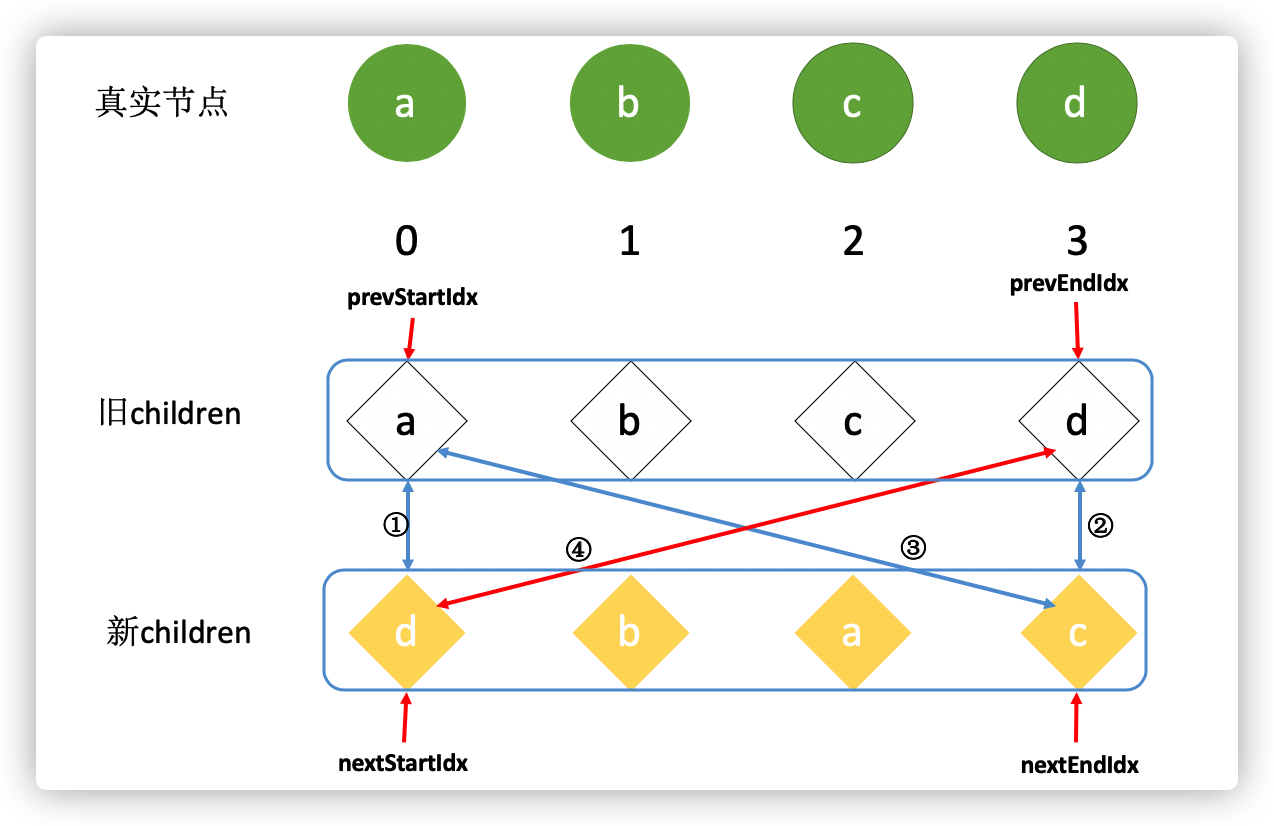 真实节点 a b c d
0 1 2 3
prevStartIdx prevEndIdx
旧children a b c d
① ④ ③ ②
新children d b a c
nextStartIdx nextEndIdx